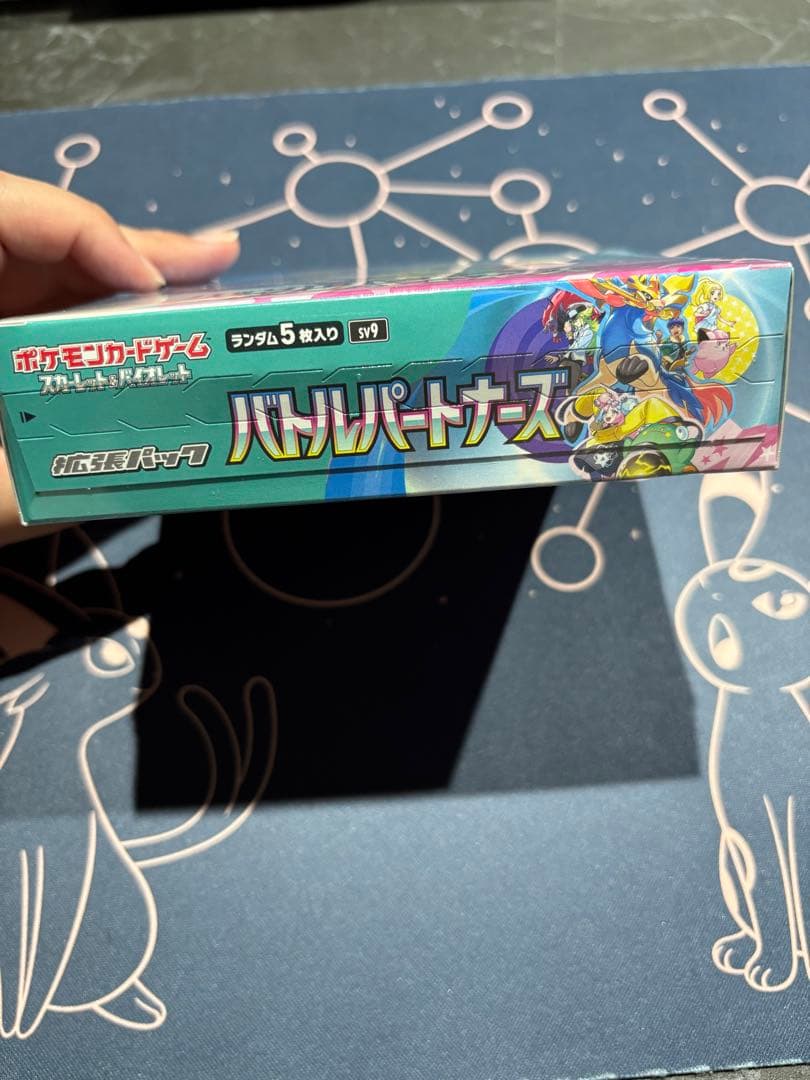 ポケモンカードゲーム
スカーレット&バイオレット
ランダム5枚入り
SV9
拡張パック
バトルパートナーズ